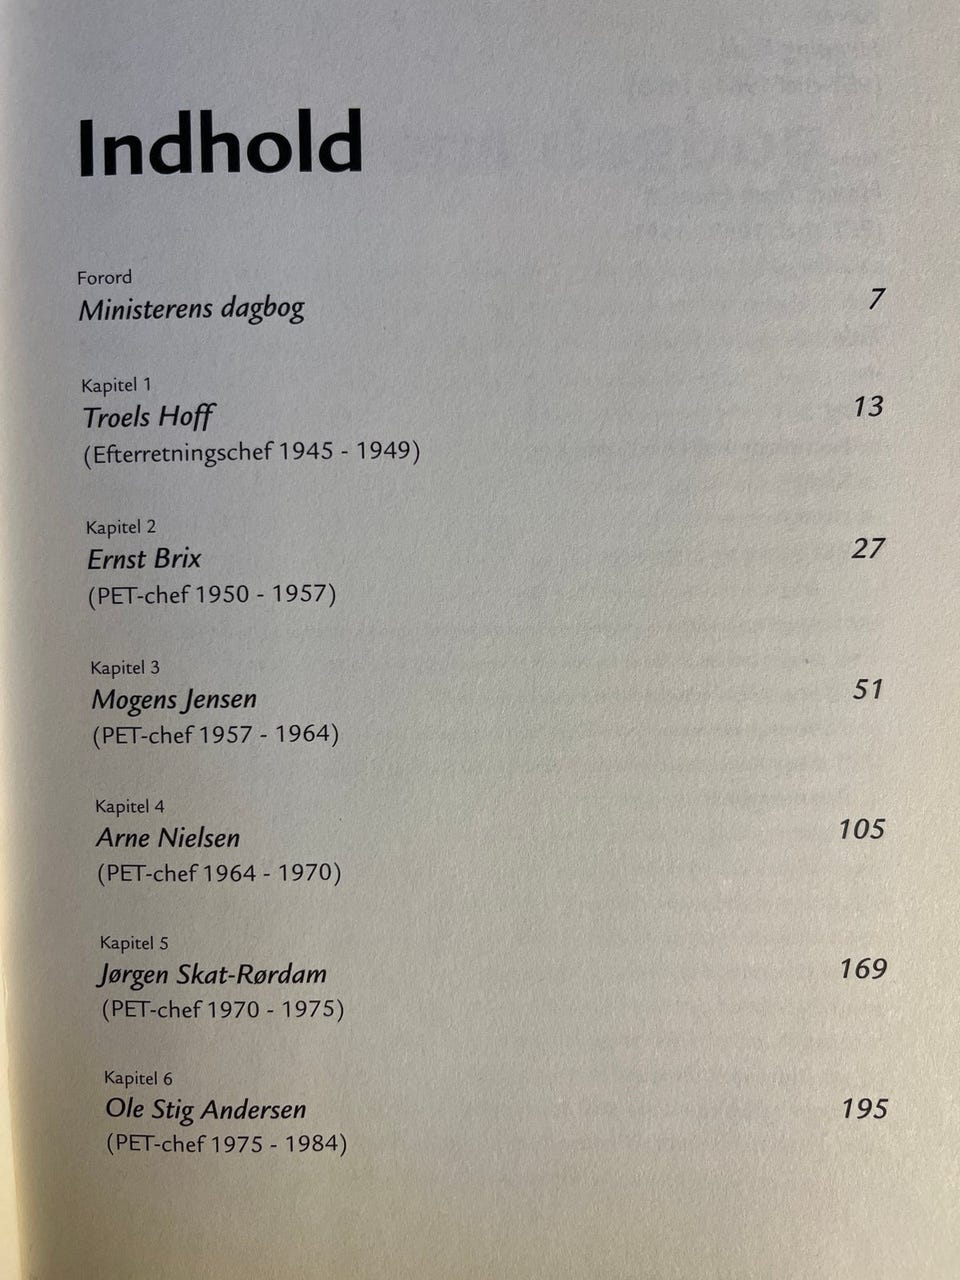 Indhold
Forord
Ministerens dagbog 7
Kapitel 1
Troels Hoff 13
(Efterretningschef 1945 - 1949)
Kapitel 2
Ernst Brix 27
(PET-chef 1950 - 1957)
Kapitel 3
Mogens Jensen 51
(PET-chef 1957 - 1964)
Kapitel 4
Arne Nielsen 105
(PET-chef 1964 - 1970)
Kapitel 5
Jørgen Skat-Rørdam 169
(PET-chef 1970 - 1975)
Kapitel 6
Ole Stig Andersen 195
(PET-chef 1975 - 1984)